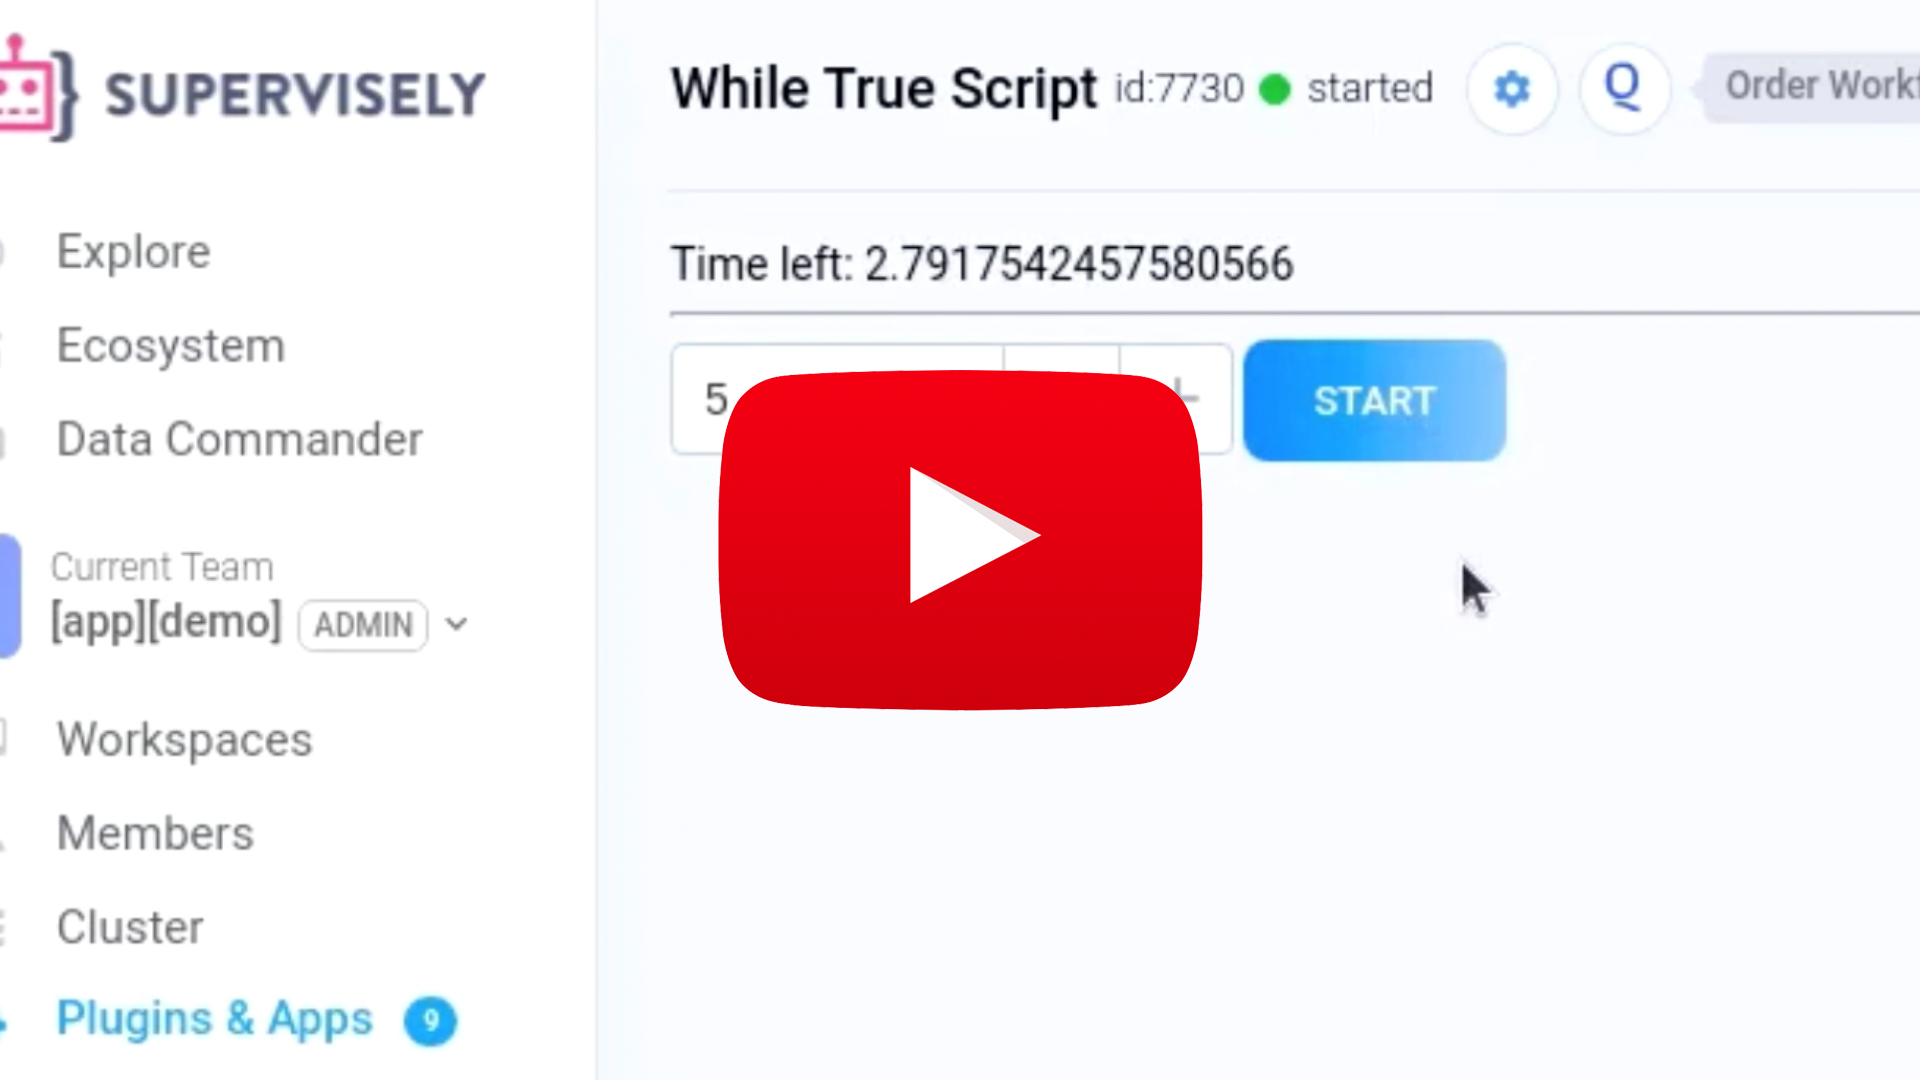 SUPERVISELY
Explore
Ecosystem
Data Commander
Current Team
[app][demo] ADMIN
Workspaces
Members
Cluster
Plugins & Apps 9
While True Script id:7730 started Q Order
Time left: 2.7917542457580566
5 START